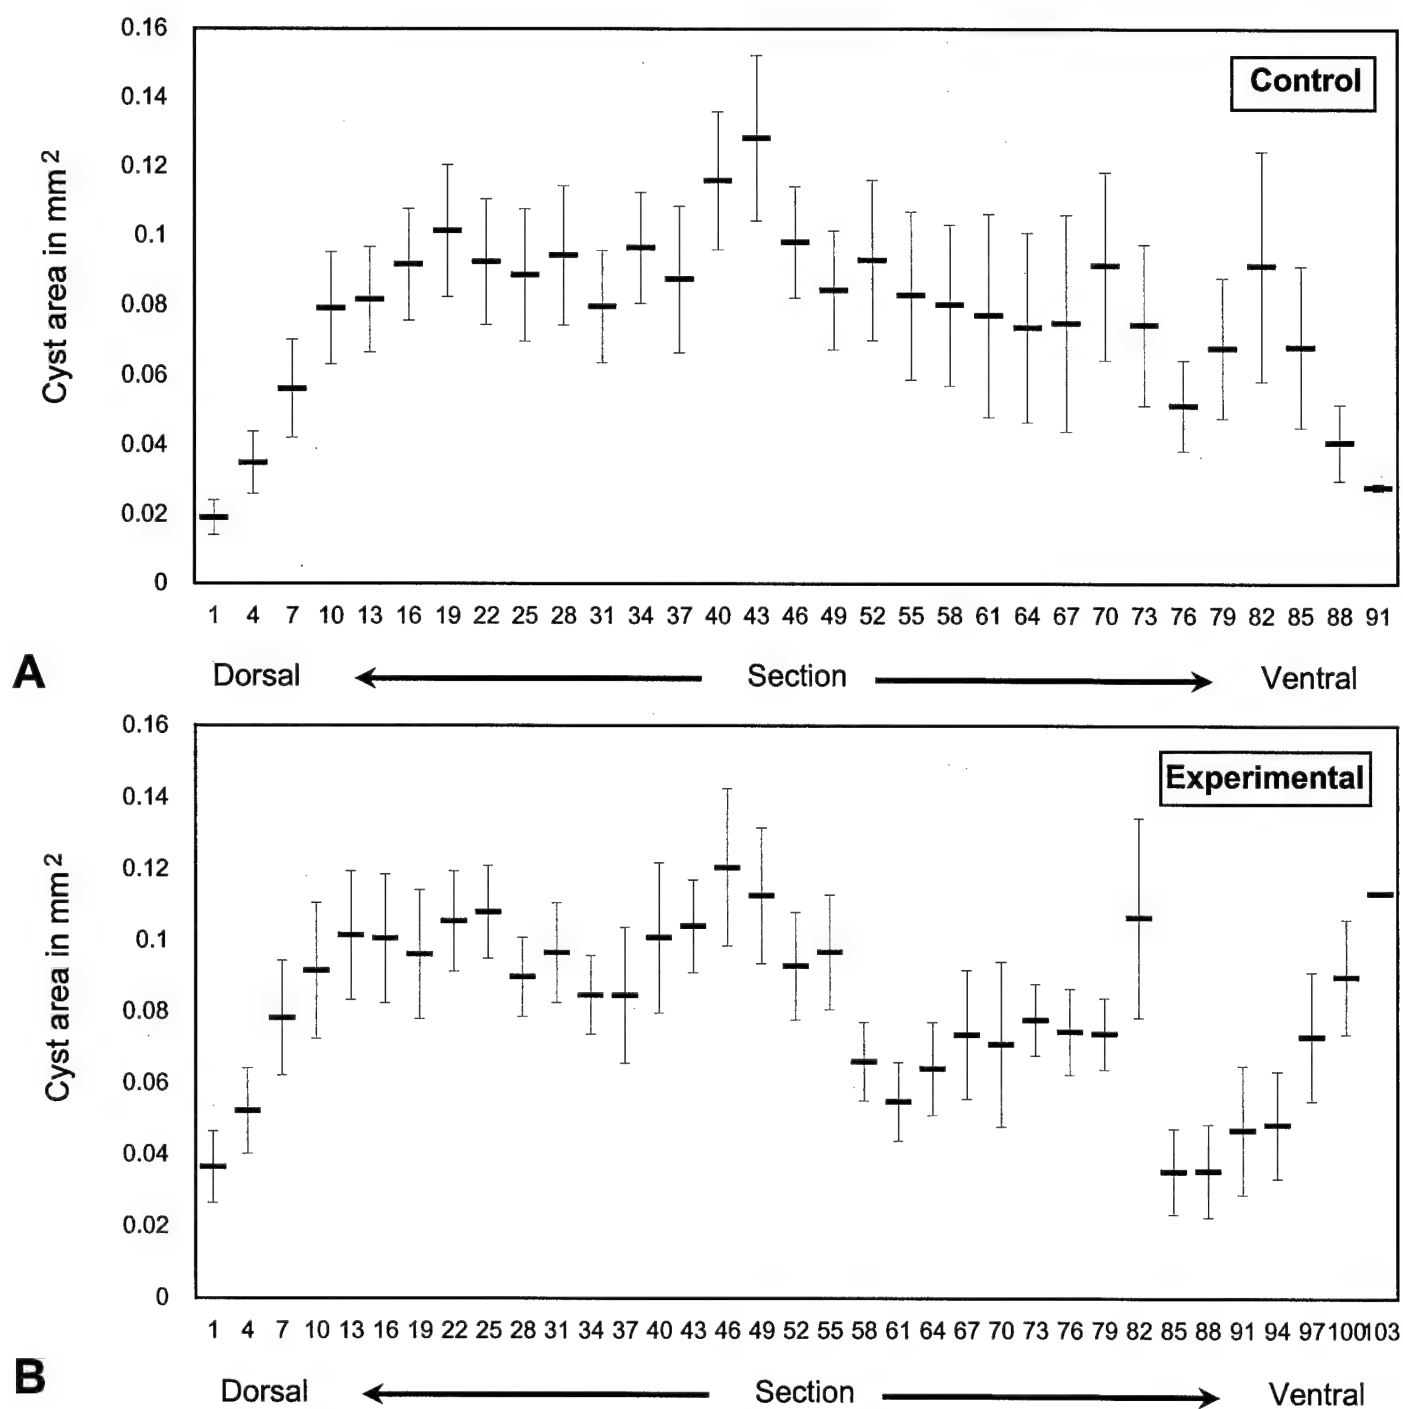 0.16
Control
0.14
0.12
0.1
0.08
0.06
0.04
0.02
0
Cyst area in mm2
1 4 7 10 13 16 19 22 25 28 31 34 37 40 43 46 49 52 55 58 61 64 67 70 73 76 79 82 85 88 91
A Dorsal Section Ventral
0.16
Experimental
0.14
0.12
0.1
0.08
0.06
0.04
0.02
0
Cyst area in mm2
1 4 7 10 13 16 19 22 25 28 31 34 37 40 43 46 49 52 55 58 61 64 67 70 73 76 79 82 85 88 91 94 97 100 103
B Dorsal Section Ventral